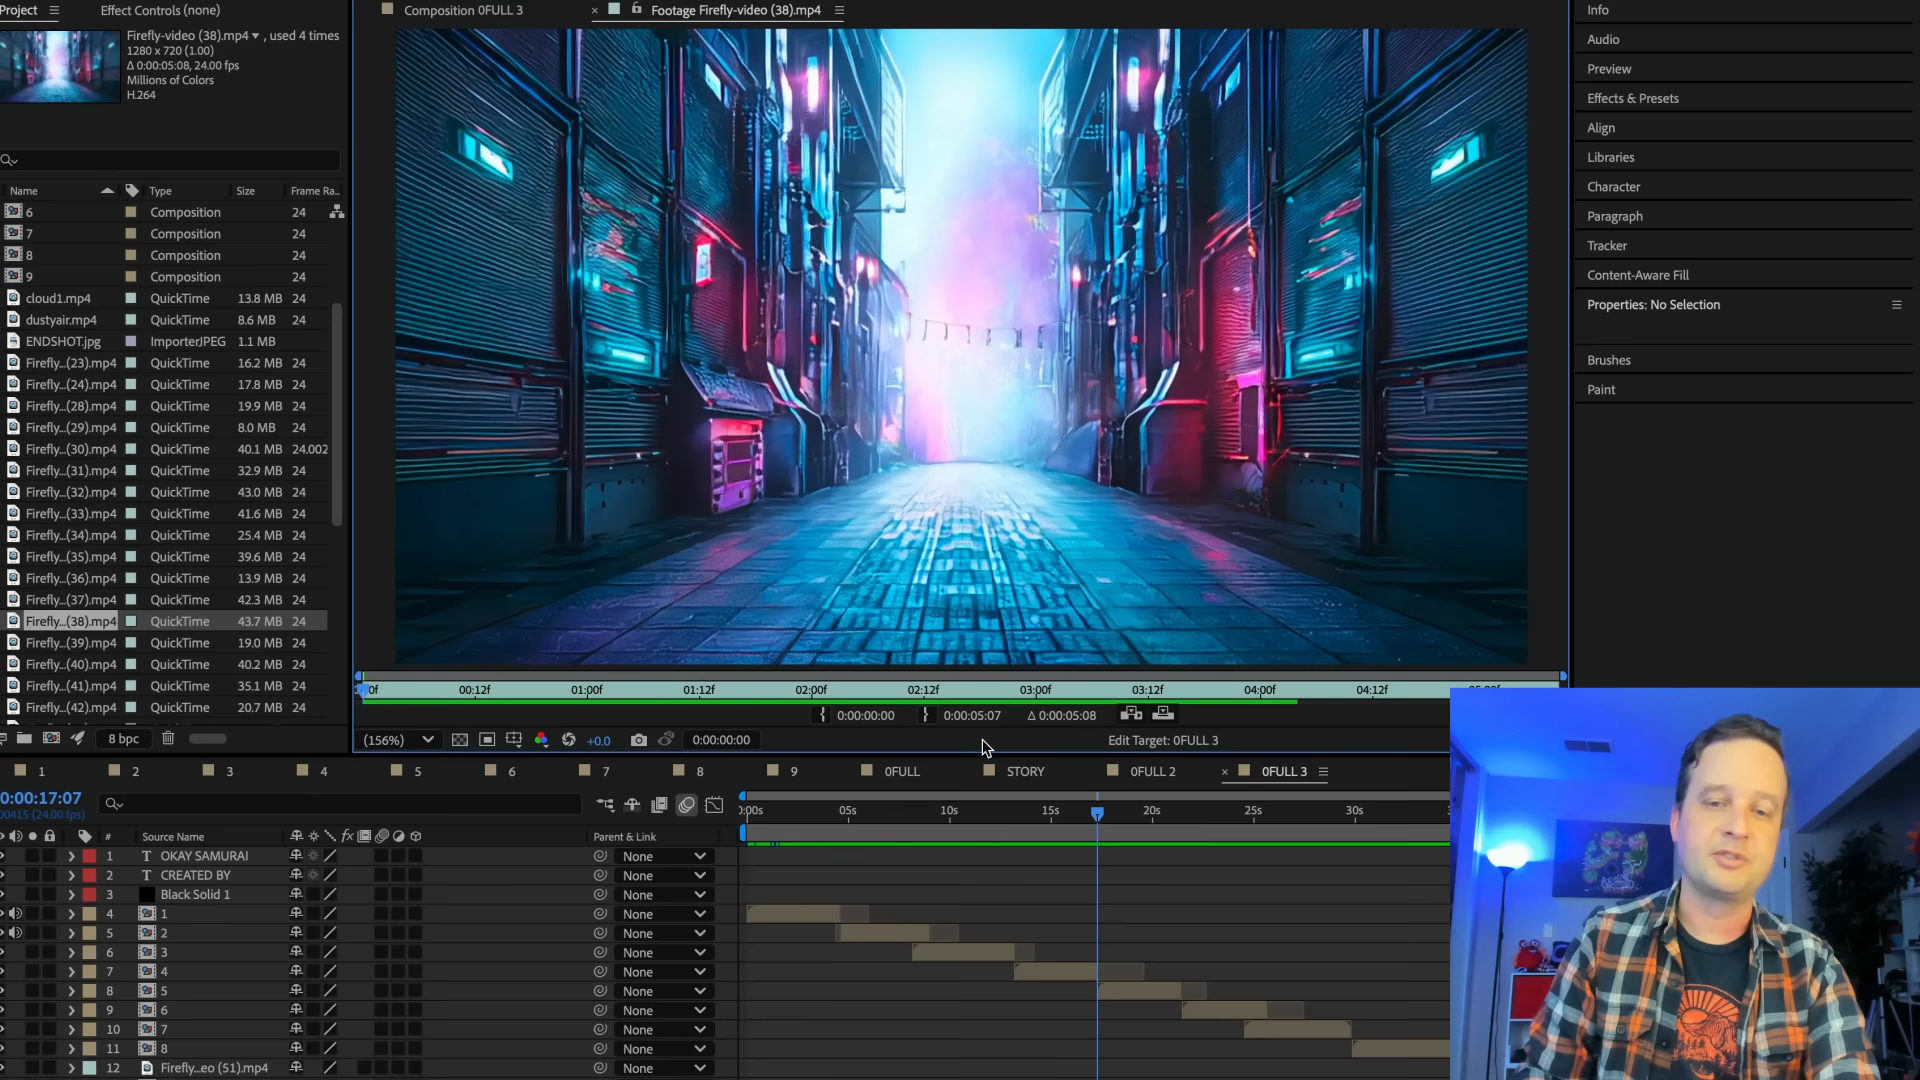 Project
Effect Controls (none)
Composition 0FULL 3
Footage Firefly-video (38).mp4
Firefly-video (38).mp4 , used 4 times
1280 x 720 (1.00)
Δ 0:00:05:08, 24.00 fps
Millions of Colors
H.264
Name Type Size Frame Ra...
6 Composition 24
7 Composition 24
8 Composition 24
9 Composition 24
cloud1.mp4 QuickTime 13.8 MB 24
dustyair.mp4 QuickTime 8.6 MB 24
ENDSHOT.jpg ImporterJPEG 1.1 MB
Firefly...(23).mp4 QuickTime 16.2 MB 24
Firefly...(24).mp4 QuickTime 17.8 MB 24
Firefly...(28).mp4 QuickTime 19.9 MB 24
Firefly...(29).mp4 QuickTime 8.0 MB 24
Firefly...(30).mp4 QuickTime 40.1 MB 24.002
Firefly...(31).mp4 QuickTime 32.9 MB 24
Firefly...(32).mp4 QuickTime 43.0 MB 24
Firefly...(33).mp4 QuickTime 41.6 MB 24
Firefly...(34).mp4 QuickTime 25.4 MB 24
Firefly...(35).mp4 QuickTime 39.6 MB 24
Firefly...(36).mp4 QuickTime 13.9 MB 24
Firefly...(37).mp4 QuickTime 42.3 MB 24
Firefly...(38).mp4 QuickTime 43.7 MB 24
Firefly...(39).mp4 QuickTime 19.0 MB 24
Firefly...(40).mp4 QuickTime 40.2 MB 24
Firefly...(41).mp4 QuickTime 35.1 MB 24
Firefly...(42).mp4 QuickTime 20.7 MB 24
8 bpc
Info
Audio
Preview
Effects & Presets
Align
Libraries
Character
Paragraph
Tracker
Content-Aware Fill
Properties: No Selection
Brushes
Paint
00:12f 01:00f 01:12f 02:00f 02:12f 03:00f 03:12f 04:00f 04:12f
0:00:00:00 0:00:05:07 Δ 0:00:05:08
(156%) +0.0 0:00:00:00 Edit Target: 0FULL 3
1 2 3 4 5 6 7 8 9 0FULL STORY 0FULL 2 0FULL 3
0:00:17:07
00415 (24.00 fps)
:00s 05s 10s 15s 20s 25s 30s
# Source Name fx Parent & Link
1 T OKAY SAMURAI None
2 T CREATED BY None
3 Black Solid 1 None
4 1 None
5 2 None
6 3 None
7 4 None
8 5 None
9 6 None
10 7 None
11 8 None
12 Firefly...eo (51).mp4 None